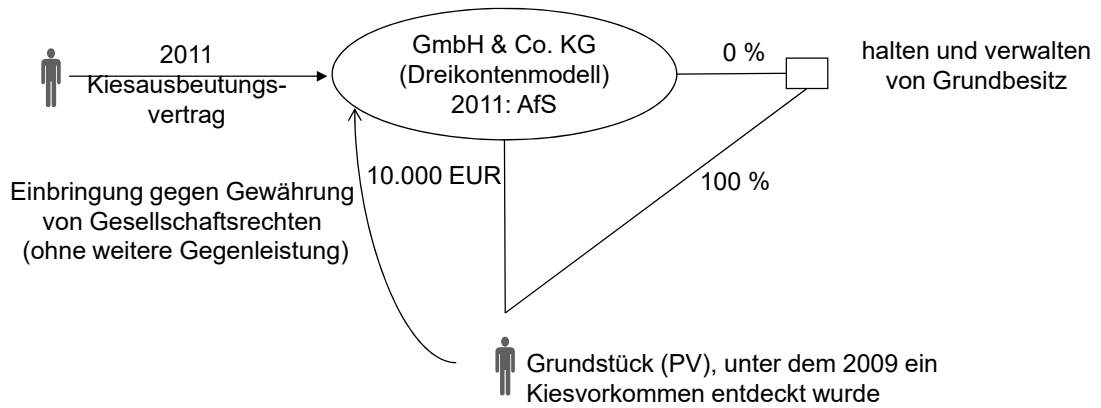 2011
Kiesausbeutungs-
vertrag
GmbH & Co. KG
(Dreikontenmodell)
2011: AfS
0 %
halten und verwalten
von Grundbesitz
Einbringung gegen Gewährung
von Gesellschaftsrechten
(ohne weitere Gegenleistung)
10.000 EUR
100 %
Grundstück (PV), unter dem 2009 ein
Kiesvorkommen entdeckt wurde